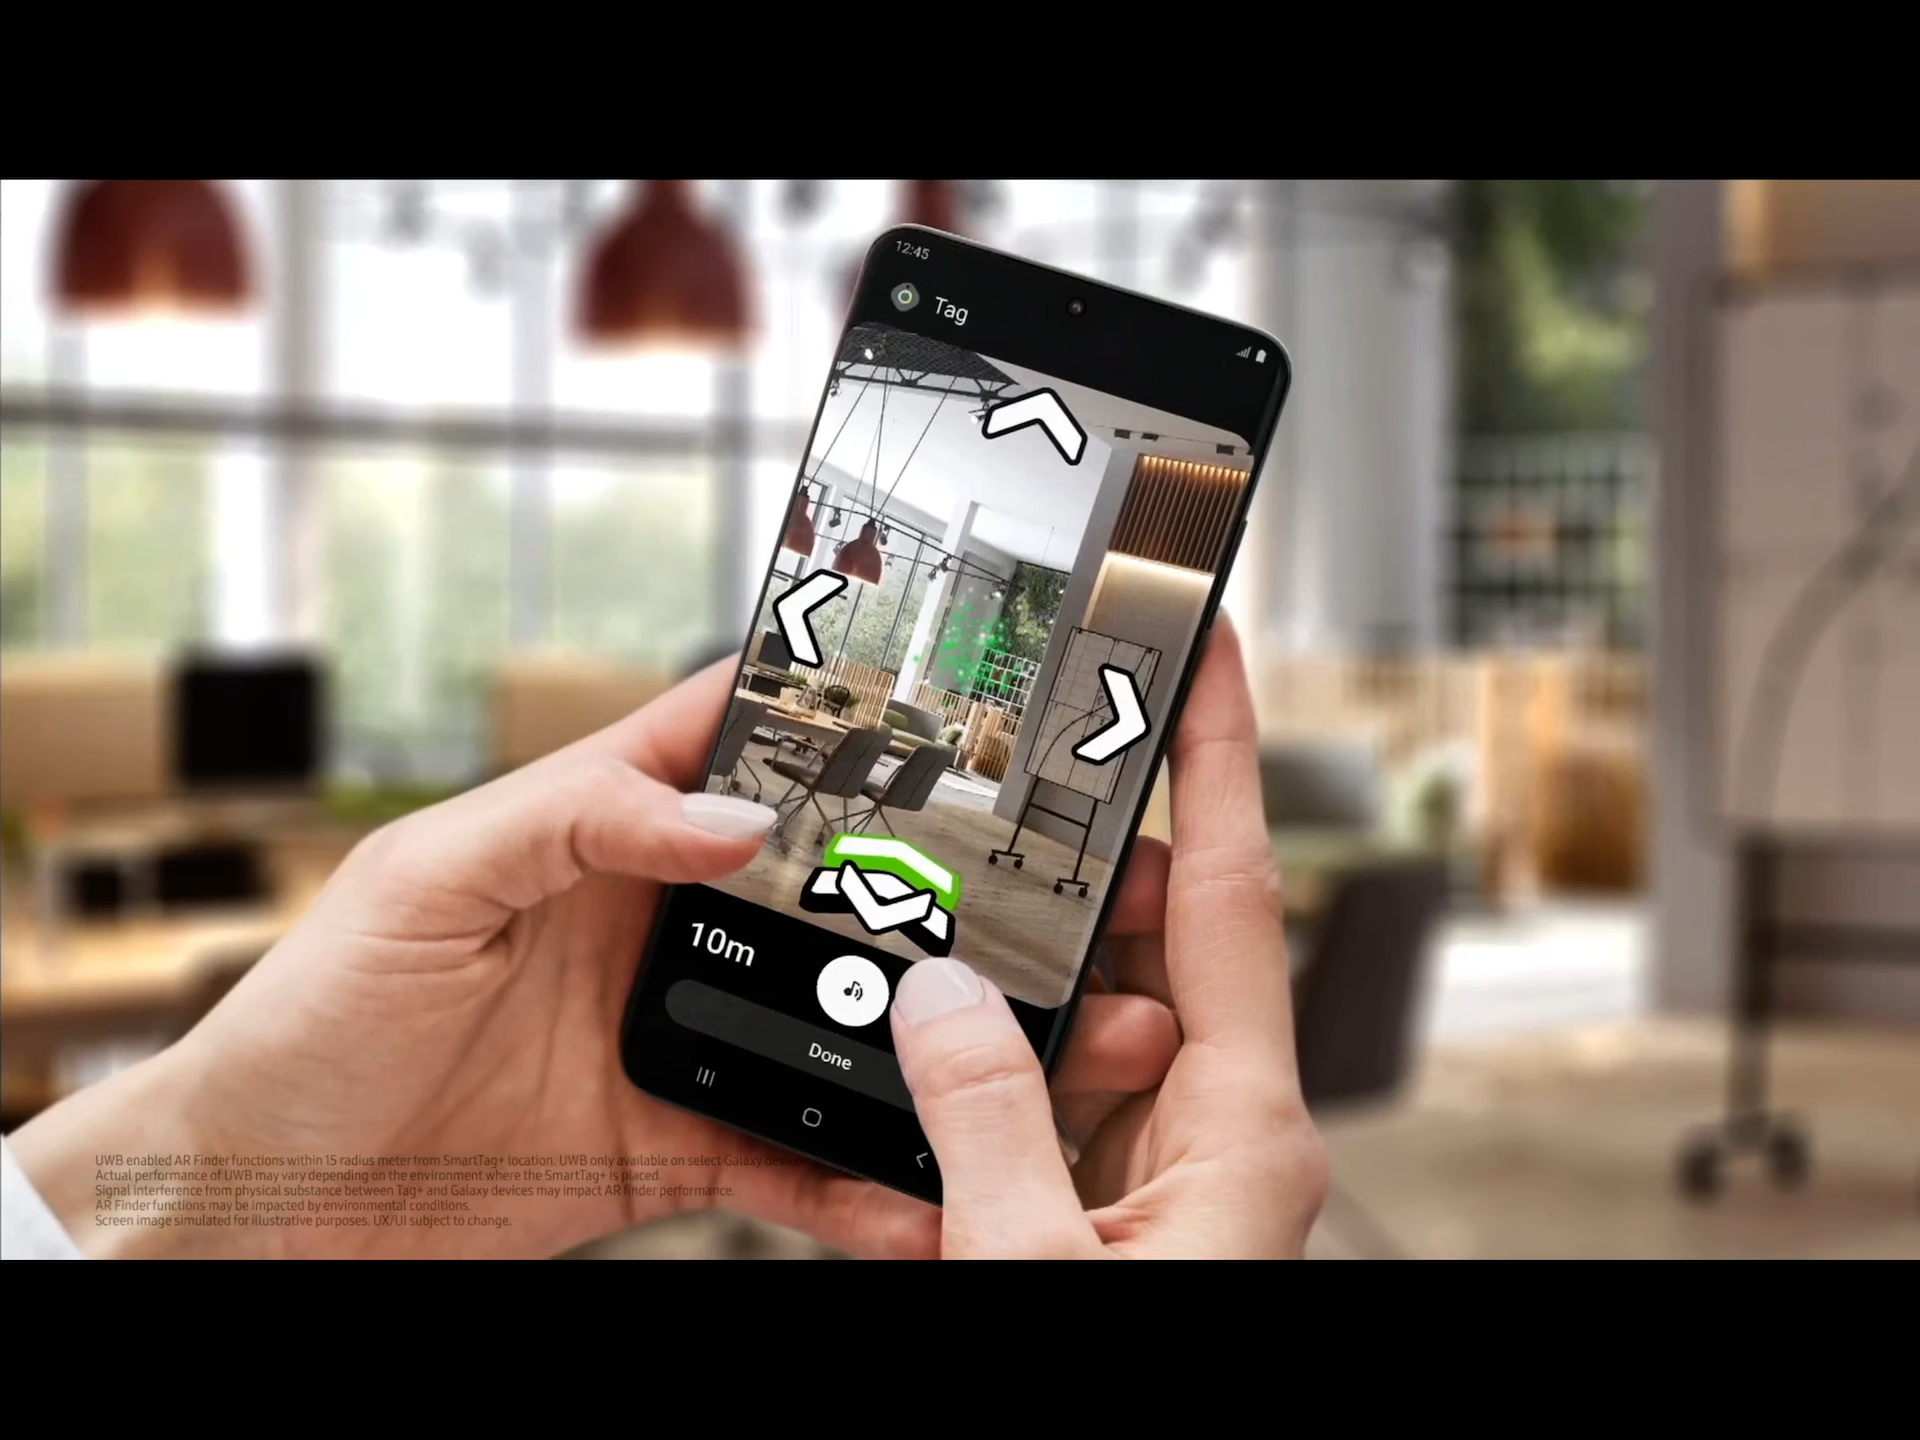 12:45
Tag
10m
Done
UWB enabled AR Finder functions within 15 radius meter from SmartTag+ location. UWB only available on select Galaxy devices.
Actual performance of UWB may vary depending on the environment where the SmartTag+ is placed.
Signal interference from physical substance between Tag+ and Galaxy devices may impact AR finder performance.
AR Finder functions may be impacted by environmental conditions.
Screen image simulated for illustrative purposes. UX/UI subject to change.